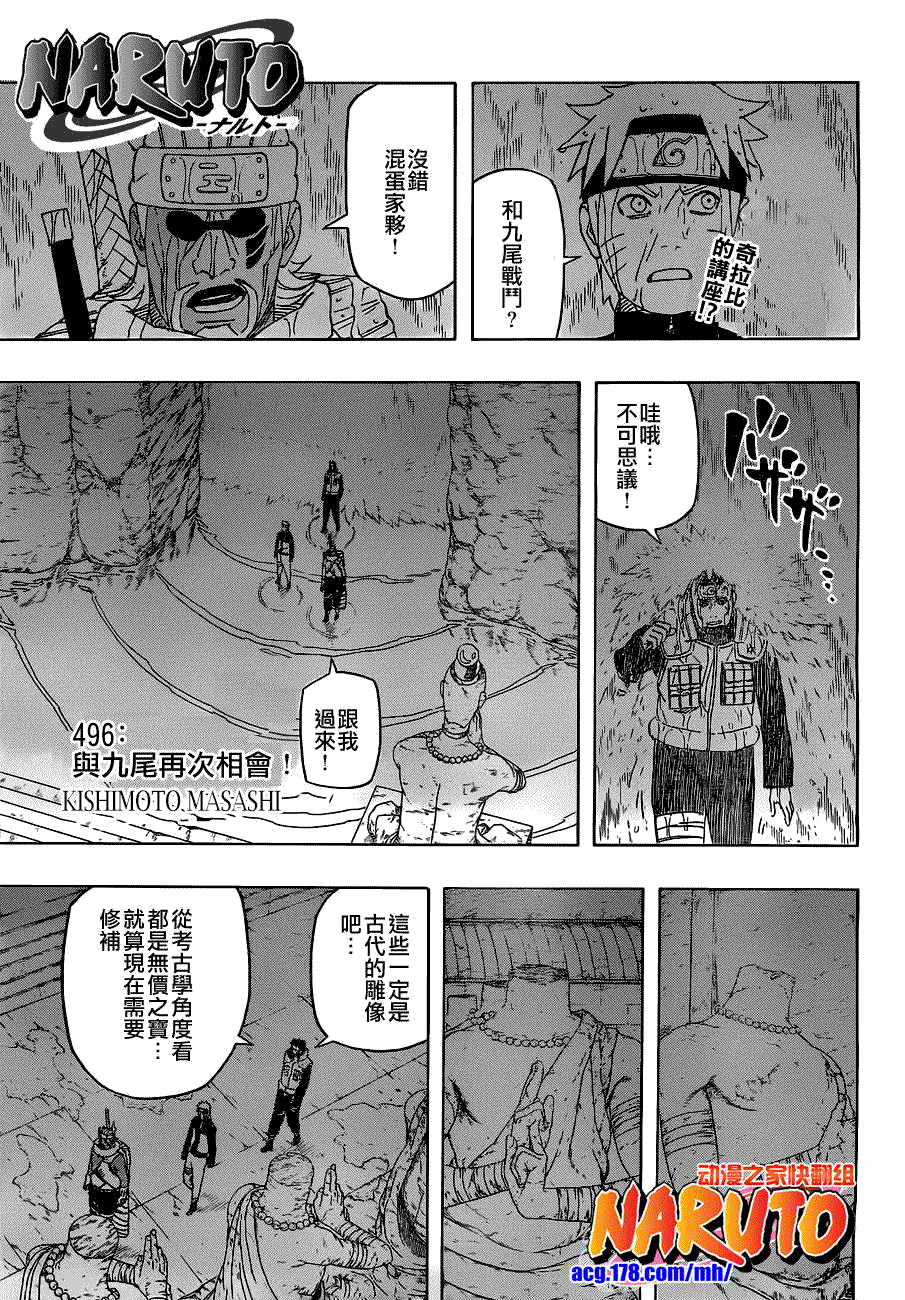 NARUTO
-ナルト-
奇拉比
的講座!?
和九尾戰鬥?
沒錯
混蛋家夥!
バ
ザザザ…
哇哦…
不可思議!
跟我
過來!
496:
與九尾再次相會!
KISHIMOTO MASASHI
這些一定是
古代的雕像
吧…
從考古學角度看
都是無價之寶…
就算現在需要
修補
动漫之家快翻组
NARUTO
acg.178.com/mh/